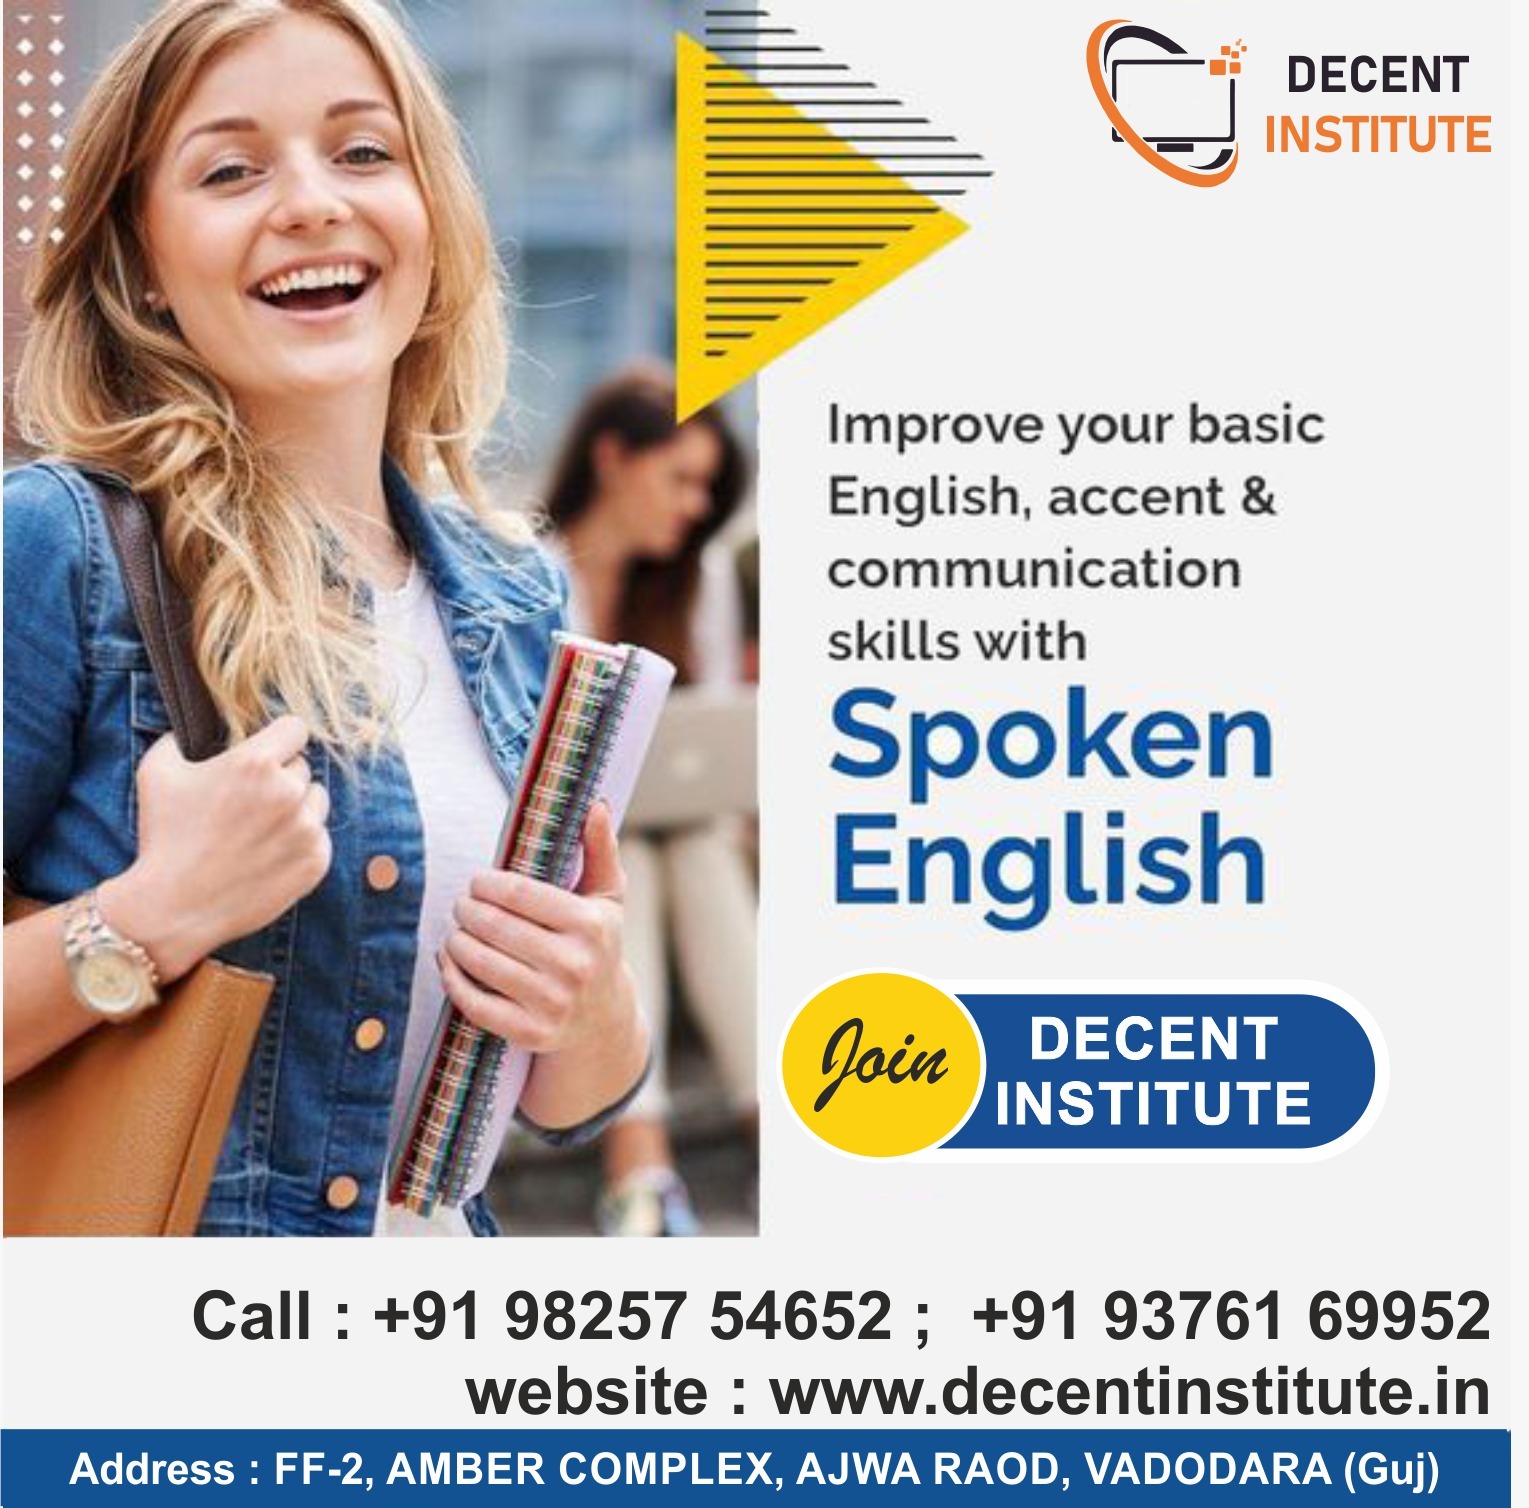 DECENT
INSTITUTE
Improve your basic
English, accent &
communication
skills with
Spoken
English
Join
DECENT
INSTITUTE
Call : +91 98257 54652 ; +91 93761 69952
website : www.decentinstitute.in
Address : FF-2, AMBER COMPLEX, AJWA RAOD, VADODARA (Guj)